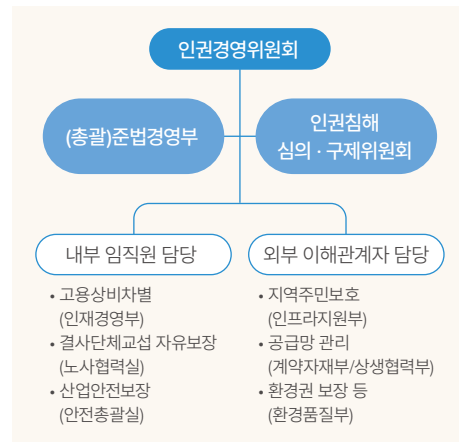 인권경영위원회
(총괄)준법경영부
인권침해
심의 · 구제위원회
내부 임직원 담당
• 고용상비차별
(인재경영부)
• 결사단체교섭 자유보장
(노사협력실)
• 산업안전보장
(안전총괄실)
외부 이해관계자 담당
• 지역주민보호
(인프라지원부)
• 공급망 관리
(계약자재부/상생협력부)
• 환경권 보장 등
(환경품질부)